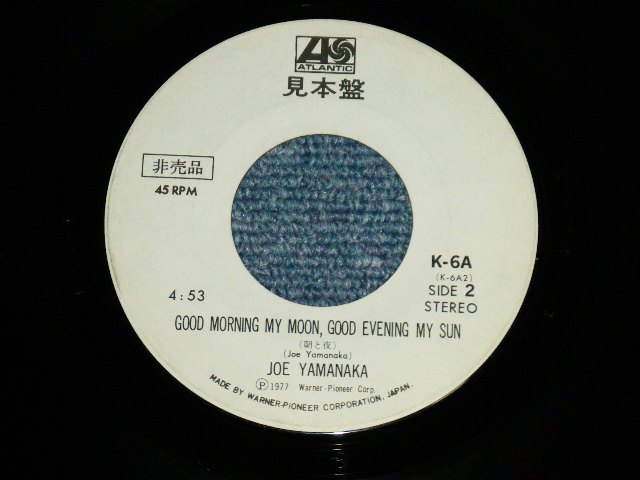 ATLANTIC
見本盤
非売品
45 RPM
K-6A
(K-6A2)
SIDE 2
4:53
STEREO
GOOD MORNING MY MOON, GOOD EVENING MY SUN
(朝と夜)
(Joe Yamanaka)
JOE YAMANAKA
Ⓟ1977 Warner-Pioneer Corp.
MADE BY WARNER-PIONEER CORPORATION, JAPAN.